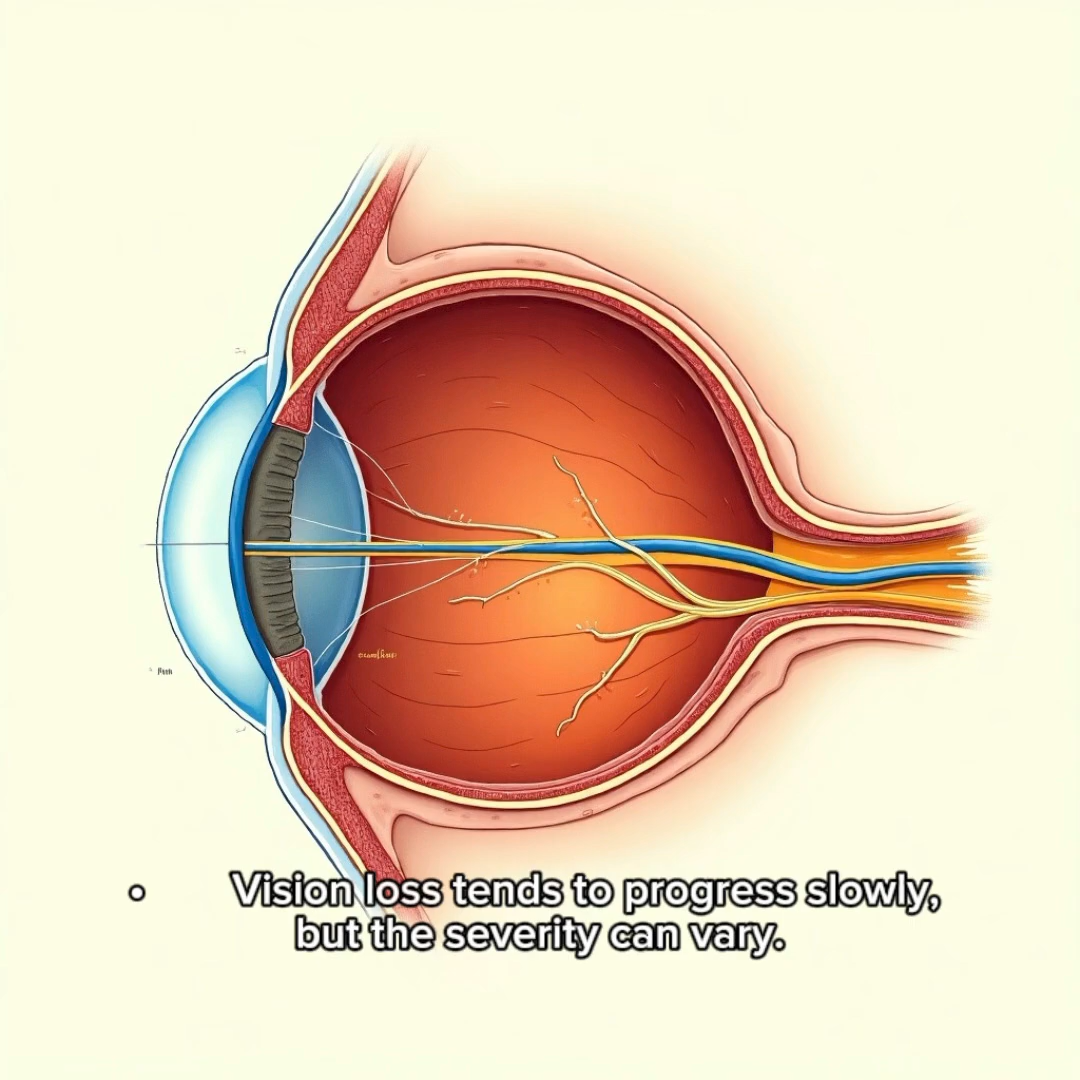 • Vision loss tends to progress slowly,
but the severity can vary.